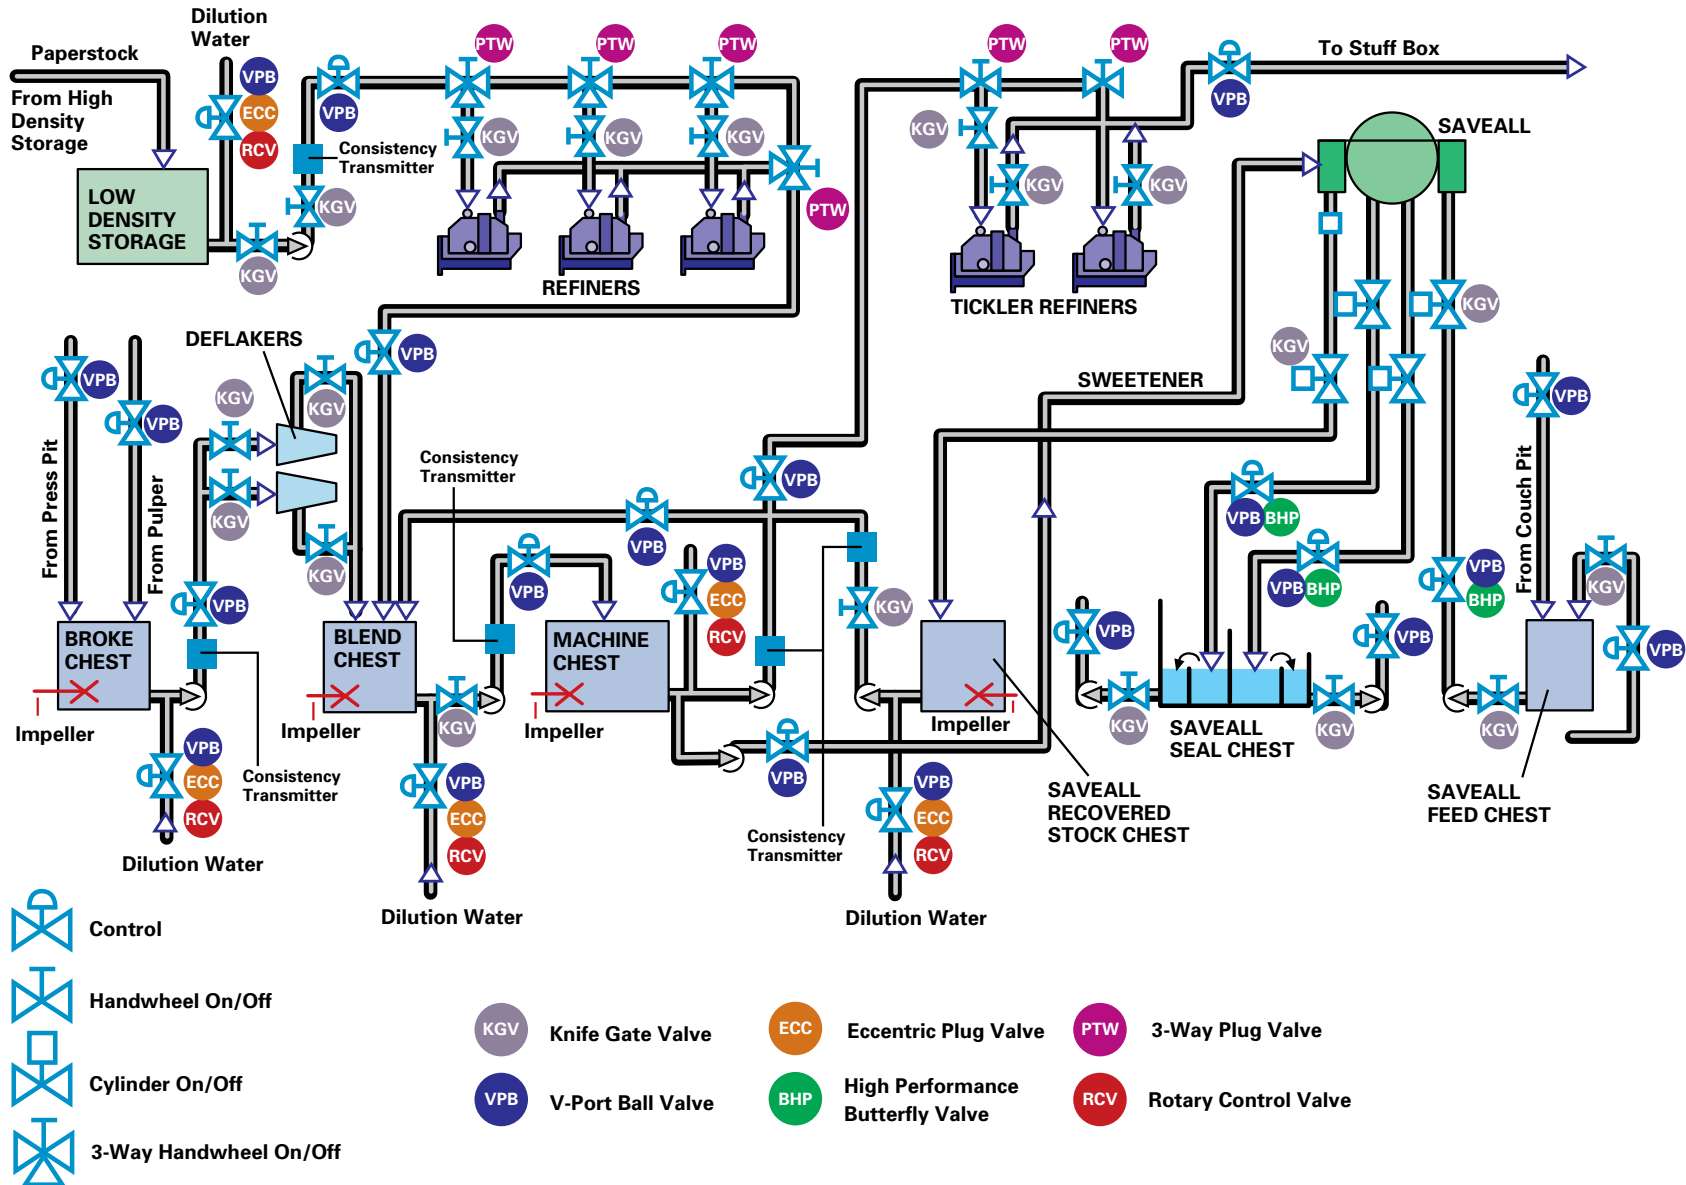 Dilution
Water
Paperstock
From High
Density
Storage
VPB
ECC
RCV
PTW
PTW
PTW
PTW
PTW
To Stuff Box
VPB
VPB
KGV
KGV
KGV
KGV
Consistency
Transmitter
SAVEALL
LOW
DENSITY
STORAGE
KGV
KGV
KGV
PTW
KGV
REFINERS
TICKLER REFINERS
KGV
DEFLAKERS
VPB
KGV
VPB
SWEETENER
VPB
KGV
VPB
KGV
KGV
From Press Pit
From Pulper
Consistency
Transmitter
VPB
From Couch Pit
KGV
VPB
BHP
VPB
KGV
VPB
VPB
ECC
RCV
VPB
BHP
VPB
BHP
KGV
VPB
KGV
BROKE
CHEST
BLEND
CHEST
MACHINE
CHEST
VPB
VPB
VPB
Impeller
Impeller
Impeller
Impeller
KGV
KGV
KGV
KGV
SAVEALL
SEAL CHEST
VPB
ECC
RCV
Consistency
Transmitter
VPB
ECC
RCV
VPB
VPB
ECC
RCV
SAVEALL
RECOVERED
STOCK CHEST
SAVEALL
FEED CHEST
Consistency
Transmitter
Dilution Water
Dilution Water
Dilution Water
Control
Handwheel On/Off
Cylinder On/Off
3-Way Handwheel On/Off
KGV
Knife Gate Valve
ECC
Eccentric Plug Valve
PTW
3-Way Plug Valve
VPB
V-Port Ball Valve
BHP
High Performance
Butterfly Valve
RCV
Rotary Control Valve